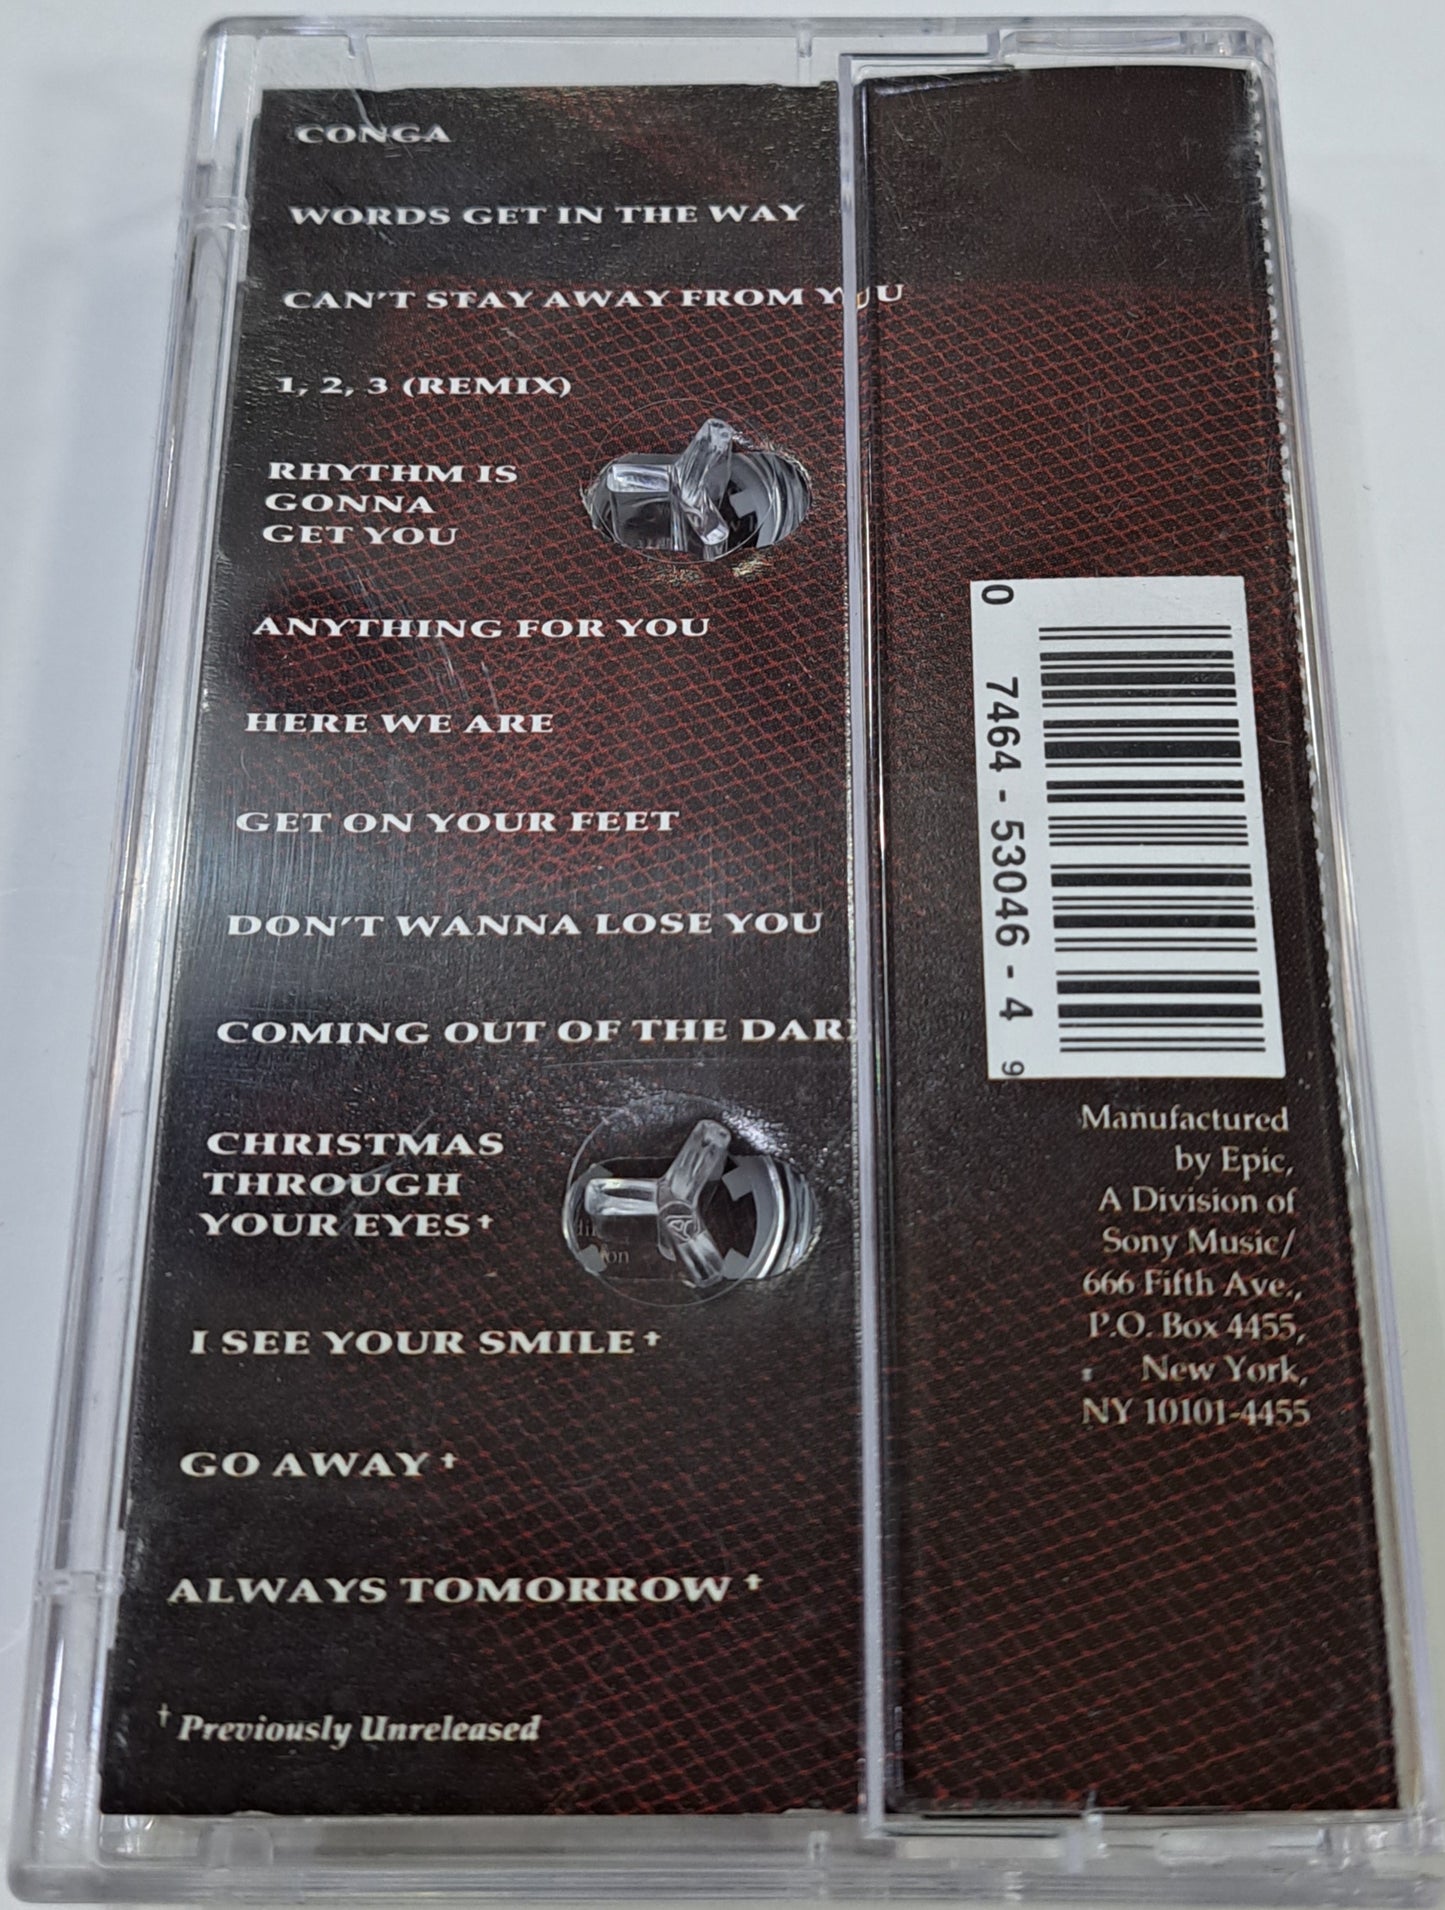 CONGA
WORDS GET IN THE WAY
CAN'T STAY AWAY FROM YOU
1, 2, 3 (REMIX)
RHYTHM IS
GONNA
GET YOU
ANYTHING FOR YOU
HERE WE ARE
GET ON YOUR FEET
DON'T WANNA LOSE YOU
COMING OUT OF THE DARK
CHRISTMAS
THROUGH
YOUR EYES†
I SEE YOUR SMILE†
GO AWAY†
ALWAYS TOMORROW†
† Previously Unreleased
0 7464-53046-4 9
Manufactured
by Epic,
A Division of
Sony Music/
666 Fifth Ave.,
P.O. Box 4455,
New York,
NY 10101-4455